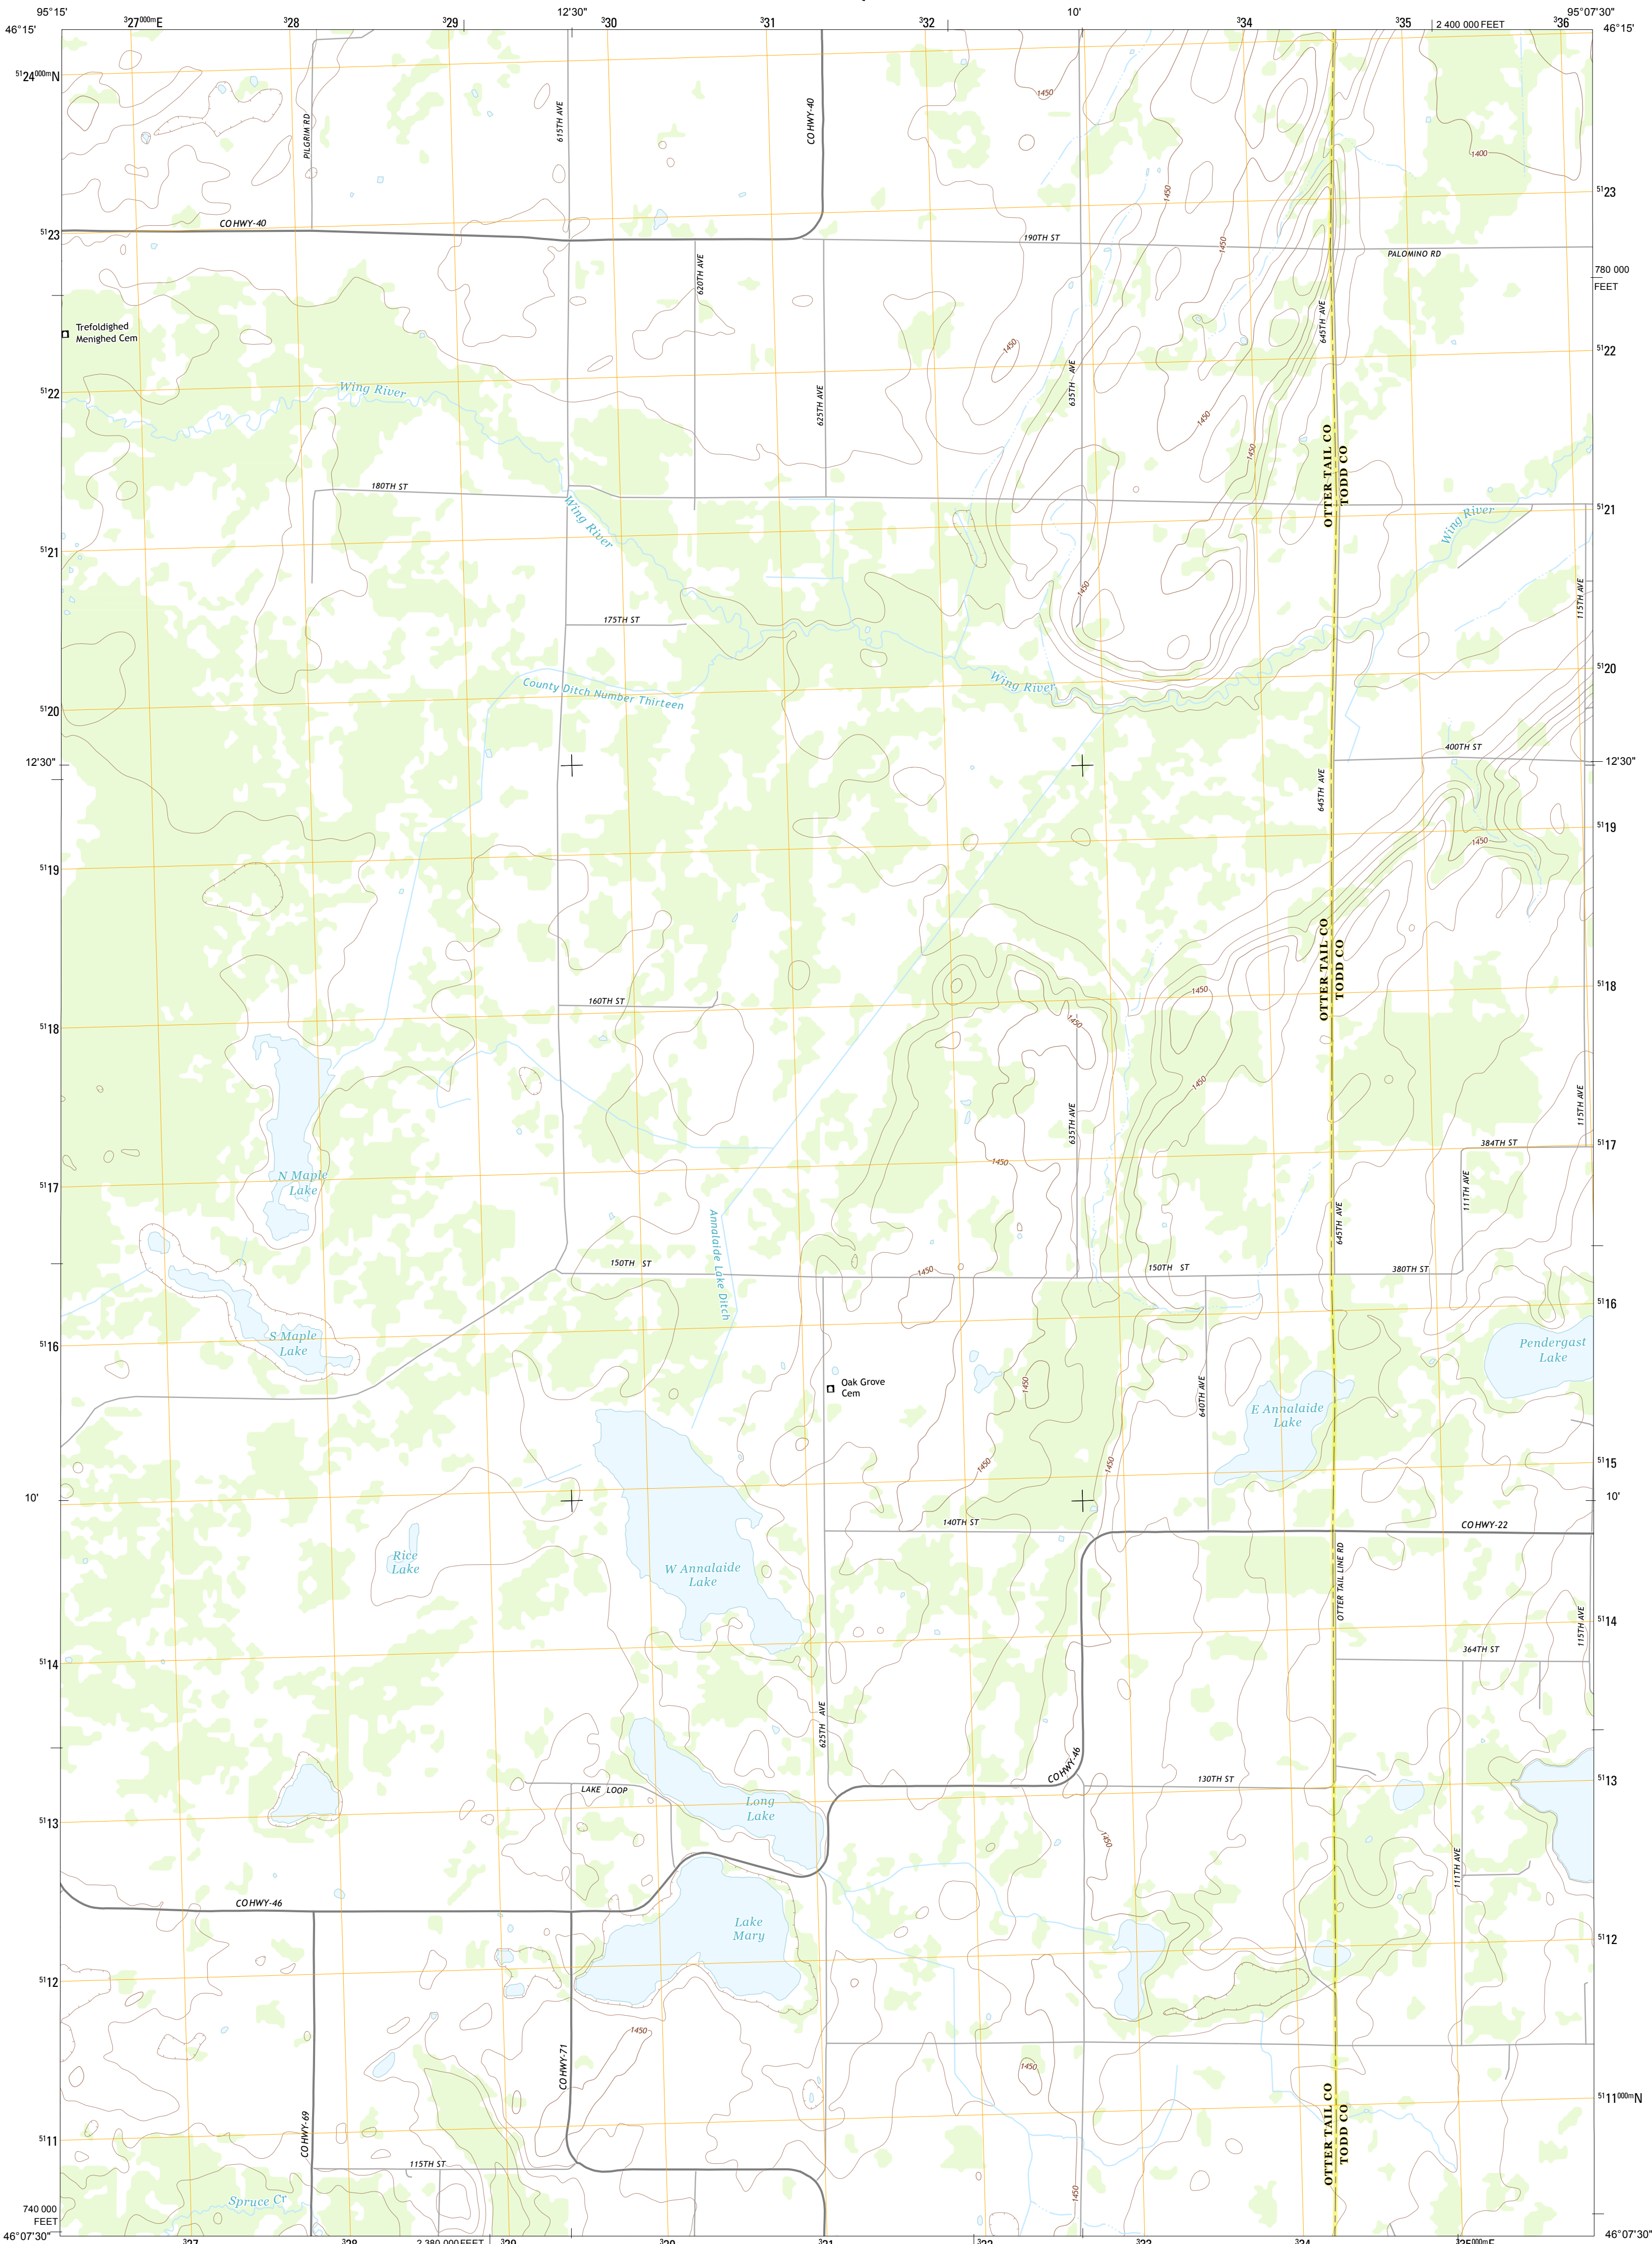 95°15'
³27⁰⁰⁰ᵐE
³28
³29
12'30"
³30
³31
³32
10'
³34
³35
2 400 000 FEET
³36
95°07'30"
46°15'
46°15'
⁵¹24⁰⁰⁰ᵐN
1450
PILGRIM RD
615TH AVE
CO HWY-40
1400
1450
⁵¹23
CO HWY-40
⁵¹23
190TH ST
1450
PALOMINO RD
620TH AVE
780 000
FEET
645TH AVE
Trefoldighed
Menighed Cem
1450
⁵¹22
635TH AVE
Wing River
⁵¹22
625TH AVE
1450
1450
OTTER TAIL CO
TODD CO
180TH ST
Wing River
Wing River
⁵¹21
⁵¹21
1450
115TH AVE
175TH ST
⁵¹20
Wing River
County Ditch Number Thirteen
⁵¹20
400TH ST
12'30"
12'30"
645TH AVE
⁵¹19
1450
⁵¹19
OTTER TAIL CO
TODD CO
⁵¹18
1450
160TH ST
1450
⁵¹18
1450
115TH AVE
635TH AVE
384TH ST
⁵¹17
1450
N Maple
Lake
⁵¹17
111TH AVE
645TH AVE
Annalaide Lake Ditch
150TH ST
150TH ST
380TH ST
1450
⁵¹16
S Maple
Lake
⁵¹16
Pendergast
Lake
Oak Grove
Cem
1450
640TH AVE
E Annalaide
Lake
1450
1450
⁵¹15
10'
10'
140TH ST
CO HWY-22
Rice
Lake
W Annalaide
Lake
OTTER TAIL LINE RD
⁵¹14
115TH AVE
364TH ST
⁵¹14
625TH AVE
CO HWY-46
130TH ST
⁵¹13
LAKE LOOP
Long
Lake
⁵¹13
1450
111TH AVE
CO HWY-46
Lake
Mary
⁵¹12
⁵¹12
1450
CO HWY-71
1450
⁵¹11⁰⁰⁰ᵐN
OTTER TAIL CO
TODD CO
CO HWY-69
⁵¹11
115TH ST
Spruce Cr
1450
740 000
FEET
46°07'30"
46°07'30"
³27
³28
2 380 000 FEET
³29
³30
³31
³32
³33
³34
³35⁰⁰⁰ᵐE